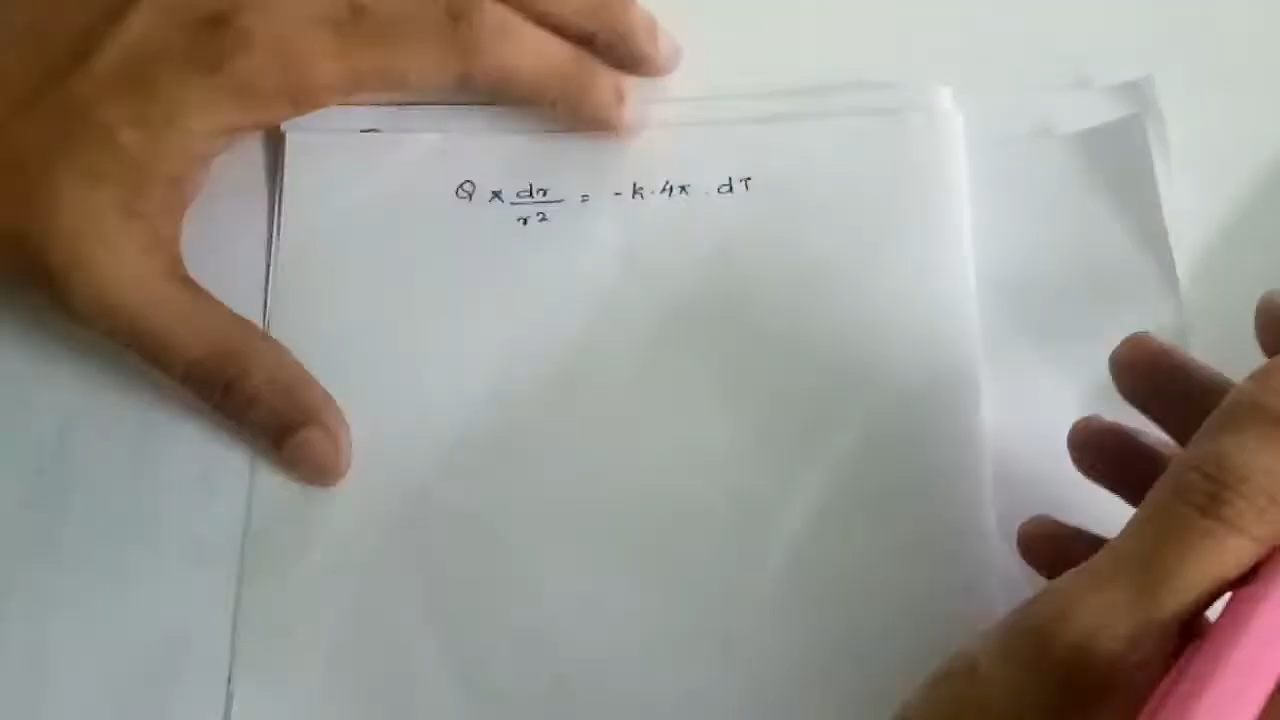 Q × dr/r² = -k.4π.dT